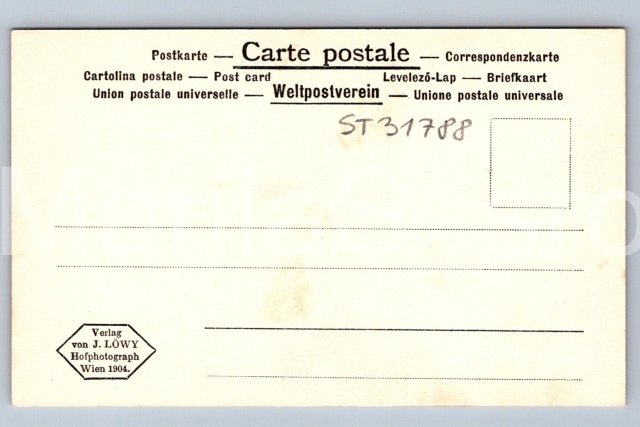 Postkarte — Carte postale — Correspondenzkarte
Cartolina postale — Post card Levelező-Lap — Briefkaart
Union postale universelle — Weltpostverein — Unione postale universale
ST31788
Verlag
von J. LÖWY
Hofphotograph
Wien 1904.